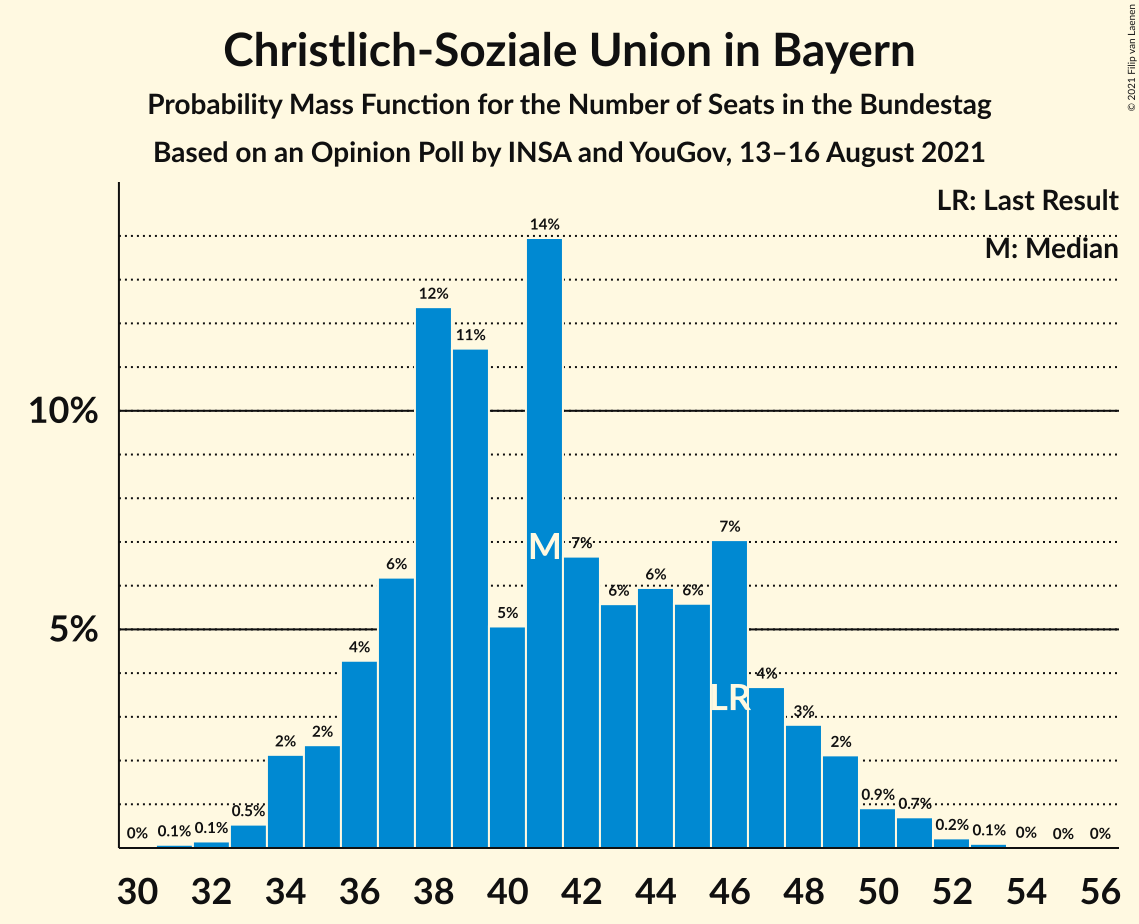 Christlich-Soziale Union in Bayern
Probability Mass Function for the Number of Seats in the Bundestag
Based on an Opinion Poll by INSA and YouGov, 13–16 August 2021
© 2021 Filip van Laenen
LR: Last Result
M: Median
14%
12%
11%
10%
7%
M
7%
6%
6%
6%
6%
5%
5%
4%
4%
LR
3%
2%
2%
2%
0.9%
0.7%
0.5%
0% 0.1% 0.1%
0.2% 0.1% 0% 0% 0%
30 32 34 36 38 40 42 44 46 48 50 52 54 56